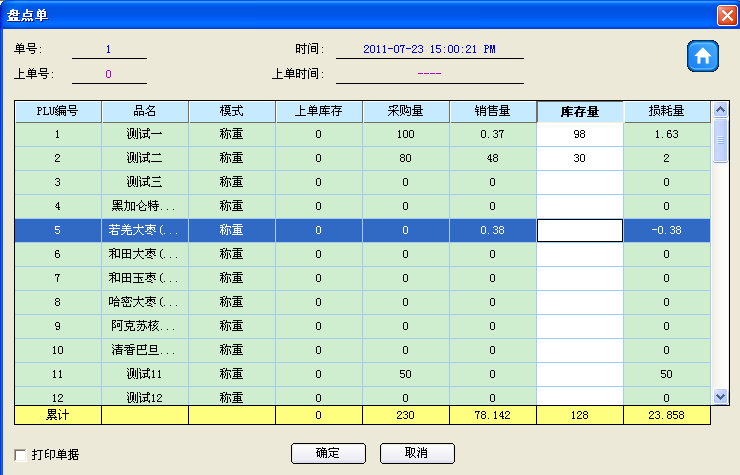 盘点单
单号: 1 时间: 2011-07-23 15:00:21 PM
上单号: 0 上单时间: ----
PLU编号 品名 模式 上单库存 采购量 销售量 库存量 损耗量
1 测试一 称重 0 100 0.37 98 1.63
2 测试二 称重 0 80 48 30 2
3 测试三 称重 0 0 0 0
4 黑加仑特... 称重 0 0 0 0
5 若羌大枣(... 称重 0 0 0.38 -0.38
6 和田大枣(... 称重 0 0 0 0
7 和田玉枣(... 称重 0 0 0 0
8 哈密大枣(... 称重 0 0 0 0
9 阿克苏核... 称重 0 0 0 0
10 清香巴旦... 称重 0 0 0 0
11 测试11 称重 0 50 0 50
12 测试12 称重 0 0 0 0
累计 0 230 78.142 128 23.858
打印单据 确定 取消